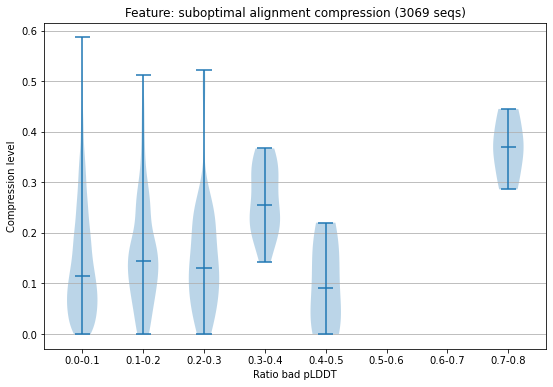 Feature: suboptimal alignment compression (3069 seqs)
0.6
0.5
0.4
0.3
0.2
0.1
0.0
Compression level
0.0-0.1 0.1-0.2 0.2-0.3 0.3-0.4 0.4-0.5 0.5-0.6 0.6-0.7 0.7-0.8
Ratio bad pLDDT